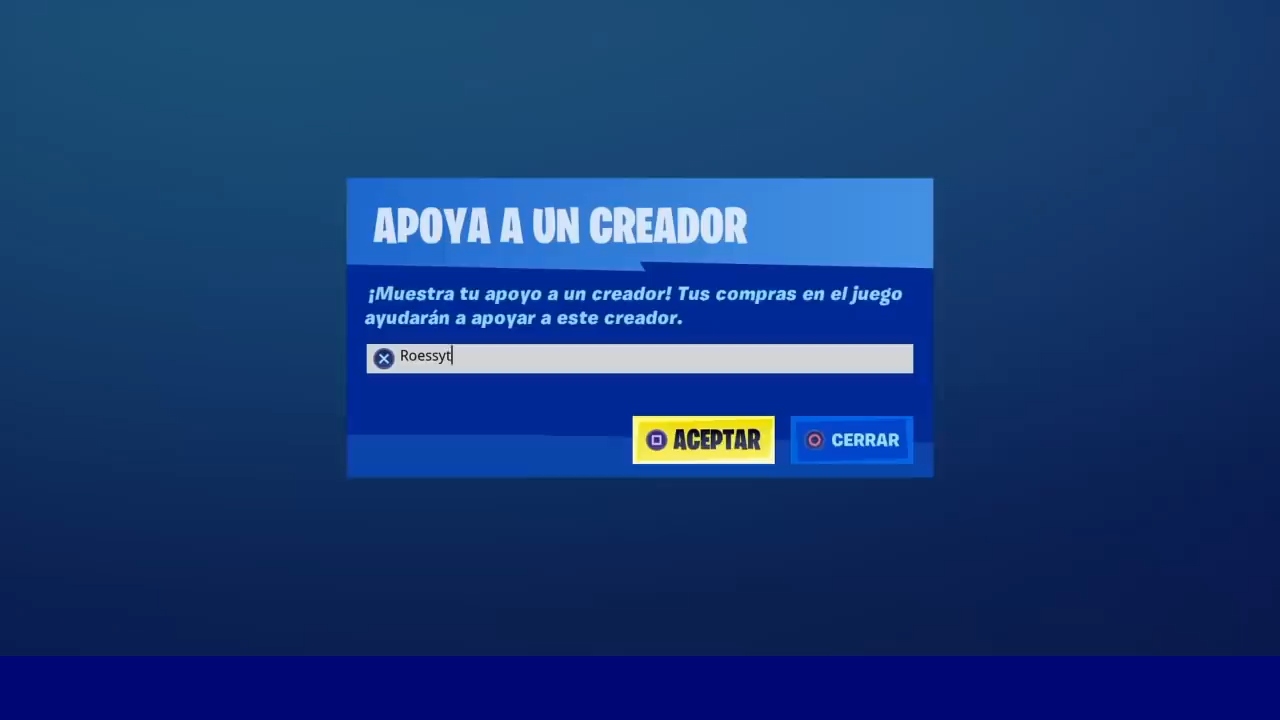 APOYA A UN CREADOR
¡Muestra tu apoyo a un creador! Tus compras en el juego
ayudarán a apoyar a este creador.
Roessyt
ACEPTAR
CERRAR